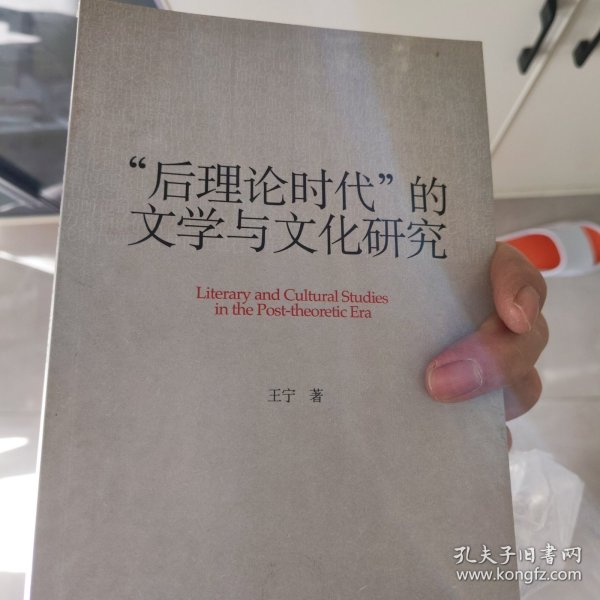 “后理论时代”的
文学与文化研究
Literary and Cultural Studies
in the Post-theoretic Era
王宁 著
孔夫子旧书网
www.kongfz.com